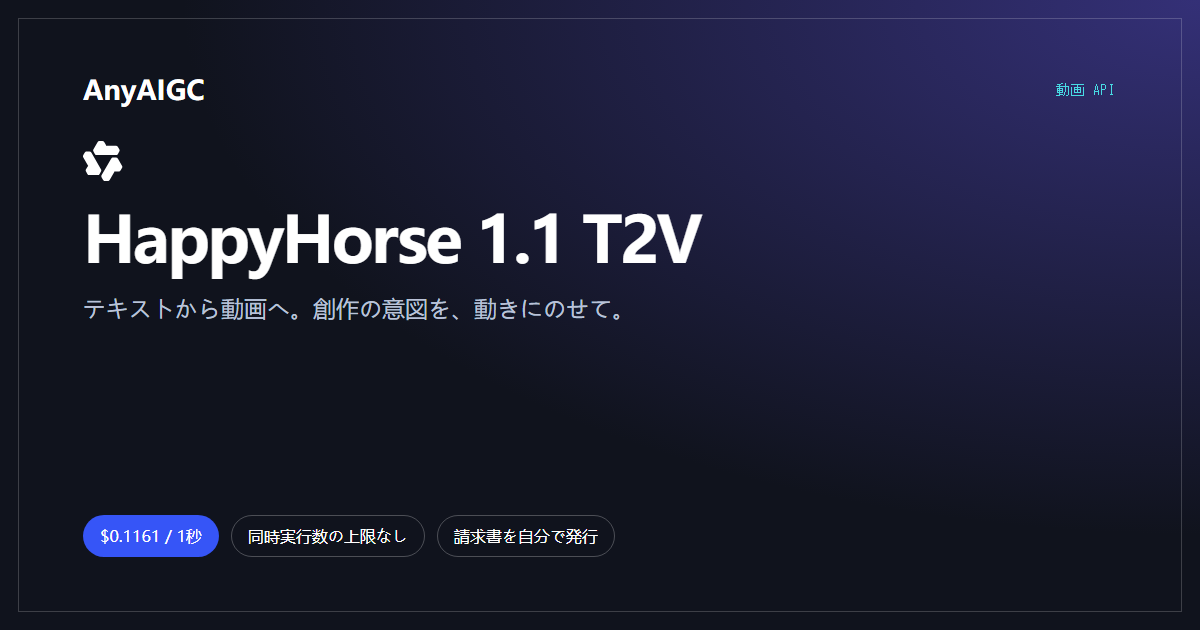 AnyAIGC
動画 API
HappyHorse 1.1 T2V
テキストから動画へ。創作の意図を、動きにのせて。
$0.1161 / 1秒
同時実行数の上限なし
請求書を自分で発行